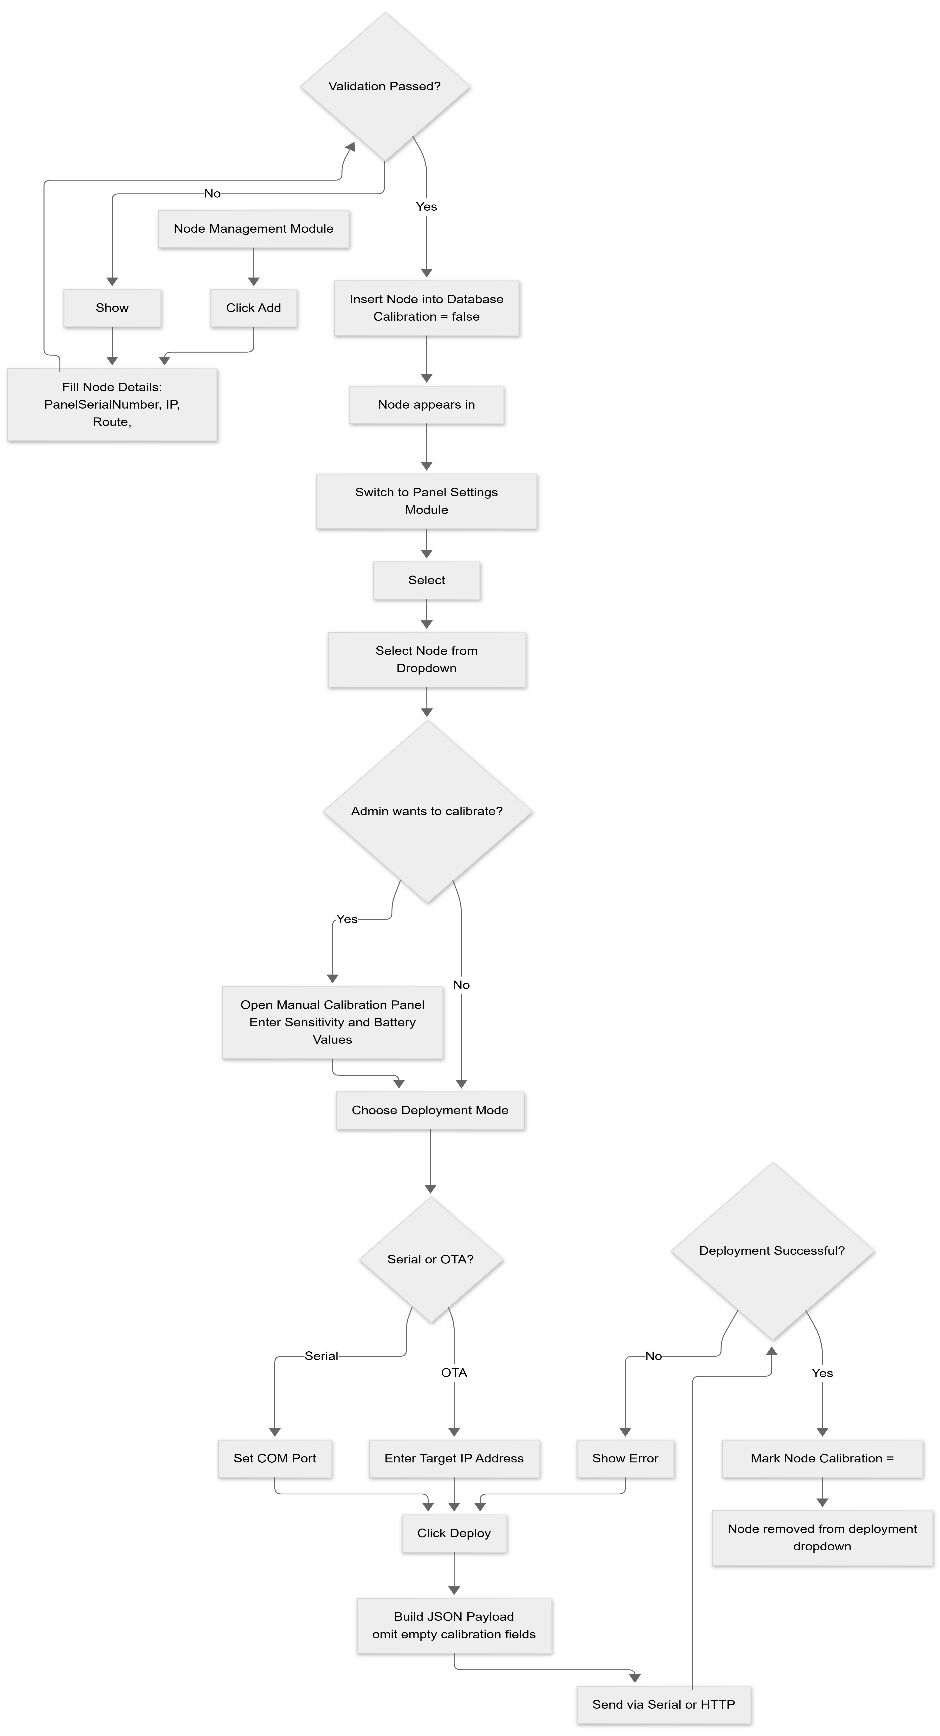 Validation Passed?
No
Yes
Node Management Module
Show
Click Add
Insert Node into Database
Calibration = false
Fill Node Details:
PanelSerialNumber, IP,
Route,
Node appears in
Switch to Panel Settings
Module
Select
Select Node from
Dropdown
Admin wants to calibrate?
Yes
No
Open Manual Calibration Panel
Enter Sensitivity and Battery
Values
Choose Deployment Mode
Serial or OTA?
Deployment Successful?
Serial
OTA
No
Yes
Set COM Port
Enter Target IP Address
Show Error
Mark Node Calibration =
Click Deploy
Node removed from deployment
dropdown
Build JSON Payload
omit empty calibration fields
Send via Serial or HTTP